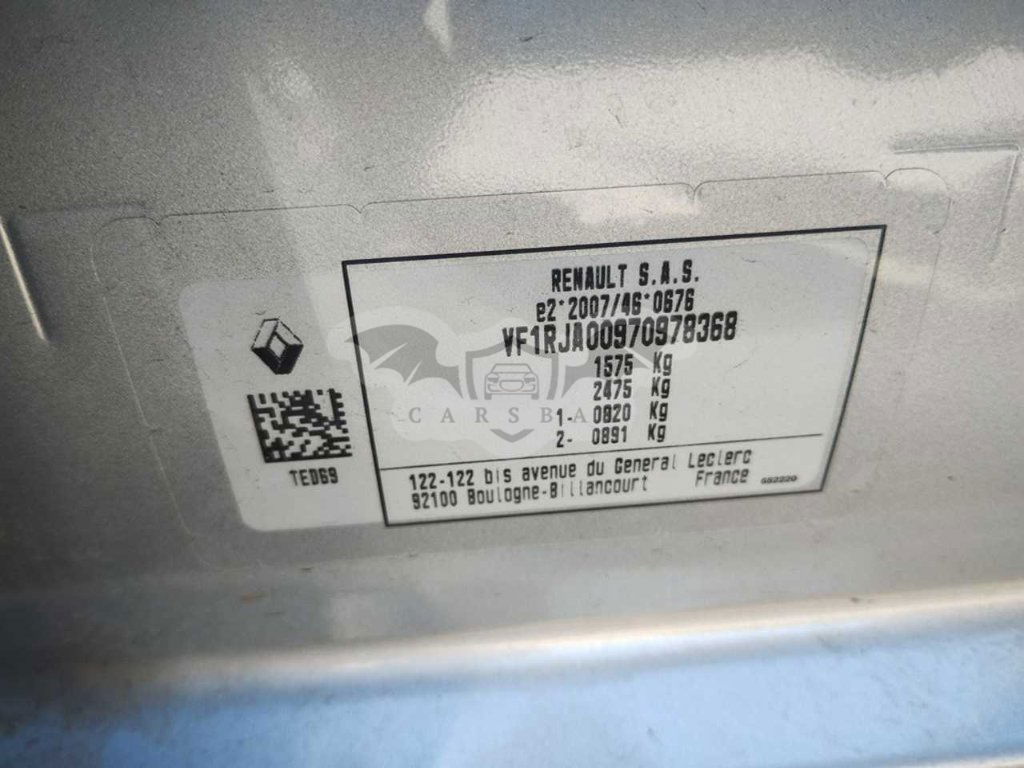 RENAULT S.A.S.
e2*2007/46*0676
VF1RJA00970978368
1575 Kg
2475 Kg
1- 0820 Kg
2- 0891 Kg
CARSBA
TED69
122-122 bis avenue du General Leclerc
92100 Boulogne-Billancourt France